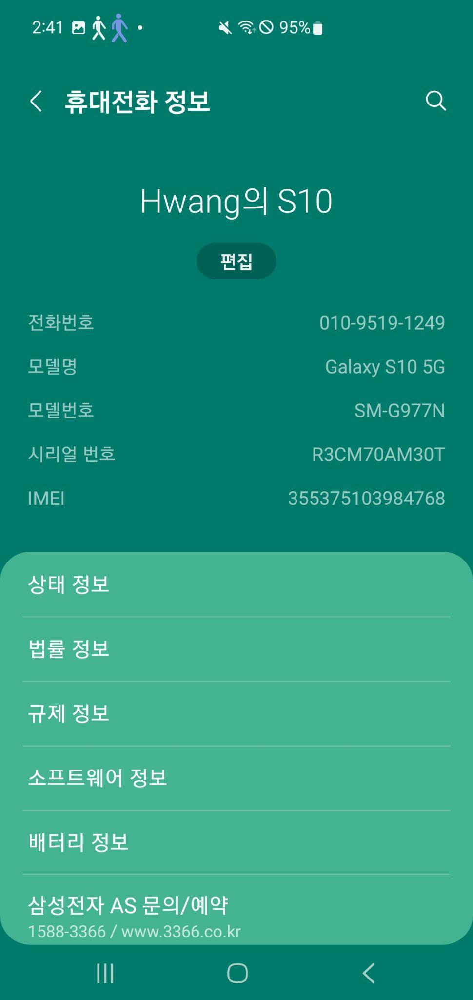 2:41 95%
휴대전화 정보
Hwang의 S10
편집
전화번호 010-9519-1249
모델명 Galaxy S10 5G
모델번호 SM-G977N
시리얼 번호 R3CM70AM30T
IMEI 355375103984768
상태 정보
법률 정보
규제 정보
소프트웨어 정보
배터리 정보
삼성전자 AS 문의/예약
1588-3366 / www.3366.co.kr